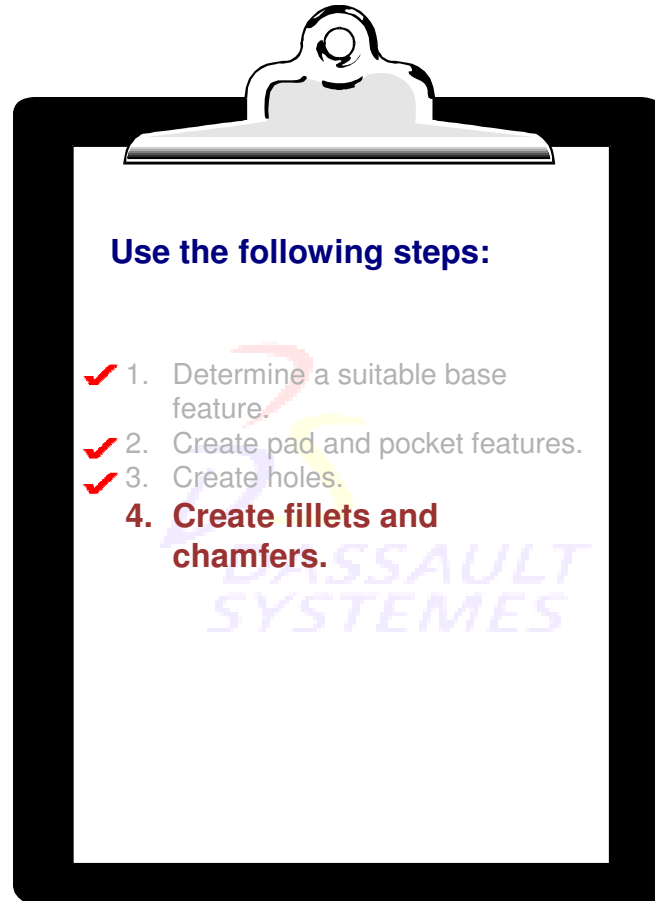 Use the following steps:
1. Determine a suitable base
feature.
2. Create pad and pocket features.
3. Create holes.
4. Create fillets and
chamfers.
DASSAULT
SYSTEMES